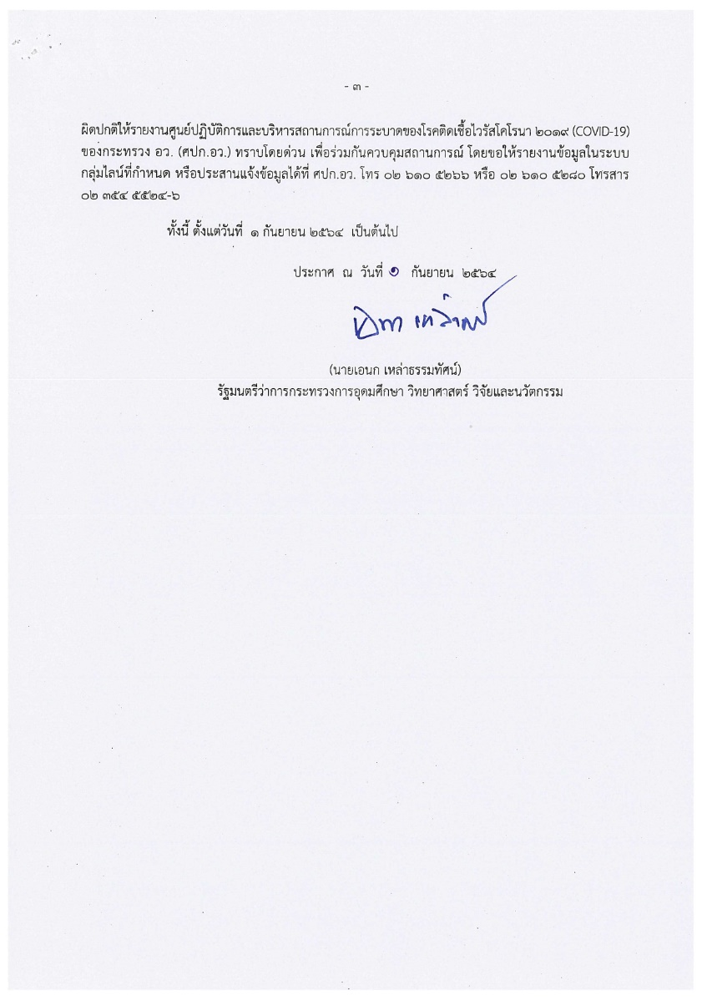 - ๓ -
ผิดปกติให้รายงานศูนย์ปฏิบัติการและบริหารสถานการณ์การระบาดของโรคติดเชื้อไวรัสโคโรนา ๒๐๑๙ (COVID-19)
ของกระทรวง อว. (ศปก.อว.) ทราบโดยด่วน เพื่อร่วมกันควบคุมสถานการณ์ โดยขอให้รายงานข้อมูลในระบบ
กลุ่มไลน์ที่กำหนด หรือประสานแจ้งข้อมูลได้ที่ ศปก.อว. โทร ๐๒ ๖๑๐ ๕๒๖๖ หรือ ๐๒ ๖๑๐ ๕๒๘๐ โทรสาร
๐๒ ๓๕๔ ๕๕๒๔-๖
ทั้งนี้ ตั้งแต่วันที่ ๑ กันยายน ๒๕๖๔ เป็นต้นไป
ประกาศ ณ วันที่ ๑ กันยายน ๒๕๖๔
(นายเอนก เหล่าธรรมทัศน์)
รัฐมนตรีว่าการกระทรวงการอุดมศึกษา วิทยาศาสตร์ วิจัยและนวัตกรรม